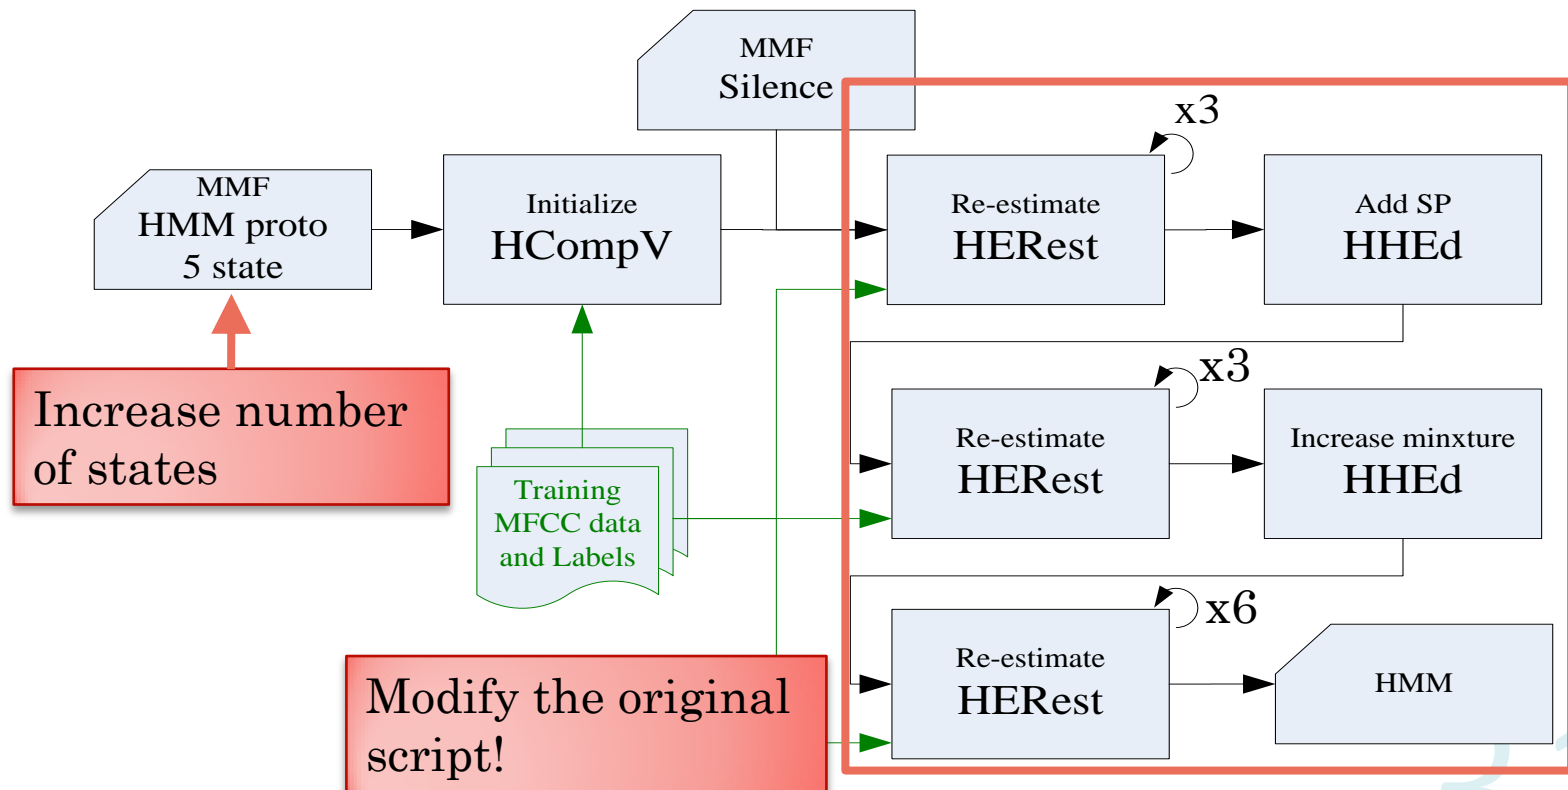 MMF
Silence
x3
MMF
HMM proto
5 state
Initialize
HCompV
Re-estimate
HERest
Add SP
HHEd
Increase number
of states
x3
Re-estimate
HERest
Increase minxture
HHEd
Training
MFCC data
and Labels
x6
Re-estimate
HERest
HMM
Modify the original
script!